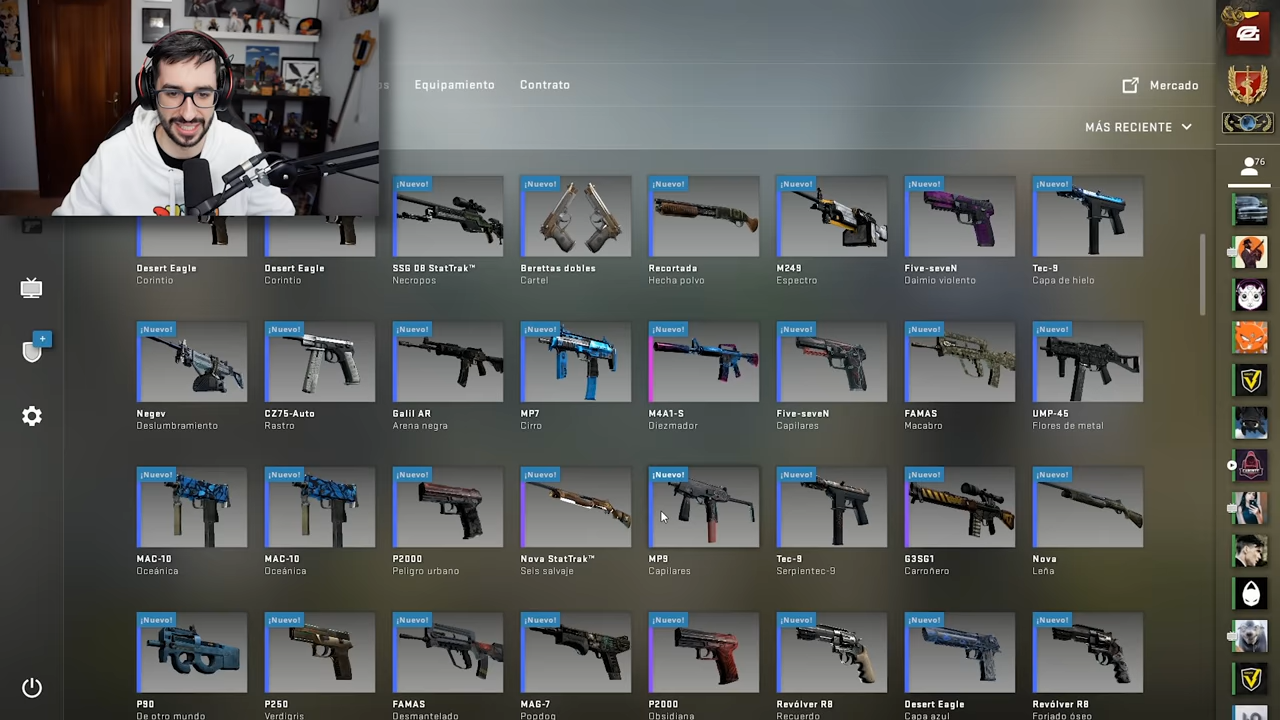 os
Equipamiento
Contrato
Mercado
MÁS RECIENTE
76
¡Nuevo!
¡Nuevo!
¡Nuevo!
¡Nuevo!
¡Nuevo!
¡Nuevo!
Desert Eagle
Corintio
Desert Eagle
Corintio
SSG 08 StatTrak™
Necropos
Berettas dobles
Cartel
Recortada
Hecha polvo
M249
Espectro
Five-seveN
Daimio violento
Tec-9
Capa de hielo
¡Nuevo!
¡Nuevo!
¡Nuevo!
¡Nuevo!
¡Nuevo!
¡Nuevo!
¡Nuevo!
¡Nuevo!
Negev
Deslumbramiento
CZ75-Auto
Rastro
Galil AR
Arena negra
MP7
Cirro
M4A1-S
Diezmador
Five-seveN
Capilares
FAMAS
Macabro
UMP-45
Flores de metal
¡Nuevo!
¡Nuevo!
¡Nuevo!
¡Nuevo!
¡Nuevo!
¡Nuevo!
¡Nuevo!
¡Nuevo!
MAC-10
Oceánica
MAC-10
Oceánica
P2000
Peligro urbano
Nova StatTrak™
Seis salvaje
MP9
Capilares
Tec-9
Serpientec-9
G3SG1
Carroñero
Nova
Leña
¡Nuevo!
¡Nuevo!
¡Nuevo!
¡Nuevo!
¡Nuevo!
¡Nuevo!
¡Nuevo!
¡Nuevo!
P90
De otro mundo
P250
Verdigris
FAMAS
Desmantelado
MAG-7
Popdog
P2000
Obsidiana
Revólver R8
Recuerdo
Desert Eagle
Capa azul
Revólver R8
Forjado óseo